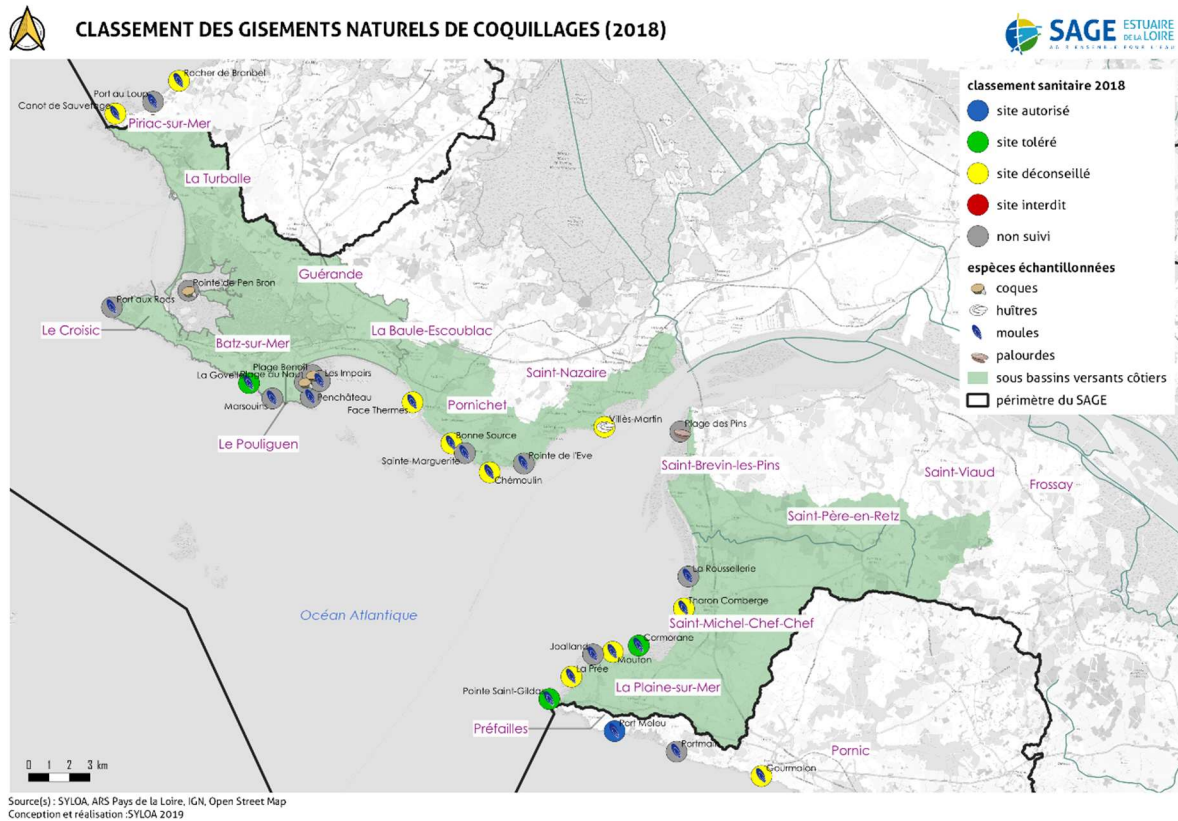 CLASSEMENT DES GISEMENTS NATURELS DE COQUILLAGES (2018)
SAGE ESTUAIRE DE LA LOIRE
Rocher de Branbel
Port au Loup
Canot de Sauvetage
Piriac-sur-Mer
La Turballe
Guérande
Pointe de Pen Bron
Port aux Rocs
Le Croisic
La Baule-Escoublac
Batz-sur-Mer
Saint-Nazaire
Plage Benoît
La Govelle
Plage du Nau
Les Impairs
Marsouins
Penchâteau
Face Thermes
Pornichet
Le Pouliguen
Villès-Martin
Plage des Pins
Bonne Source
Sainte-Marguerite
Pointe de l'Eve
Chémoulin
Saint-Brevin-les-Pins
Saint-Viaud
Frossay
Saint-Père-en-Retz
La Roussellerie
Tharon Comberge
Océan Atlantique
Saint-Michel-Chef-Chef
Cormorane
Joalland
Mouton
La Prée
La Plaine-sur-Mer
Pointe Saint-Gildas
Préfailles
Port Meleu
Portmain
Pornic
Gourmalon
classement sanitaire 2018
site autorisé
site toléré
site déconseillé
site interdit
non suivi
espèces échantillonnées
coques
huîtres
moules
palourdes
sous bassins versants côtiers
périmètre du SAGE
0 1 2 3 km
Source(s) : SYLOA, ARS Pays de la Loire, IGN, Open Street Map
Conception et réalisation :SYLOA 2019